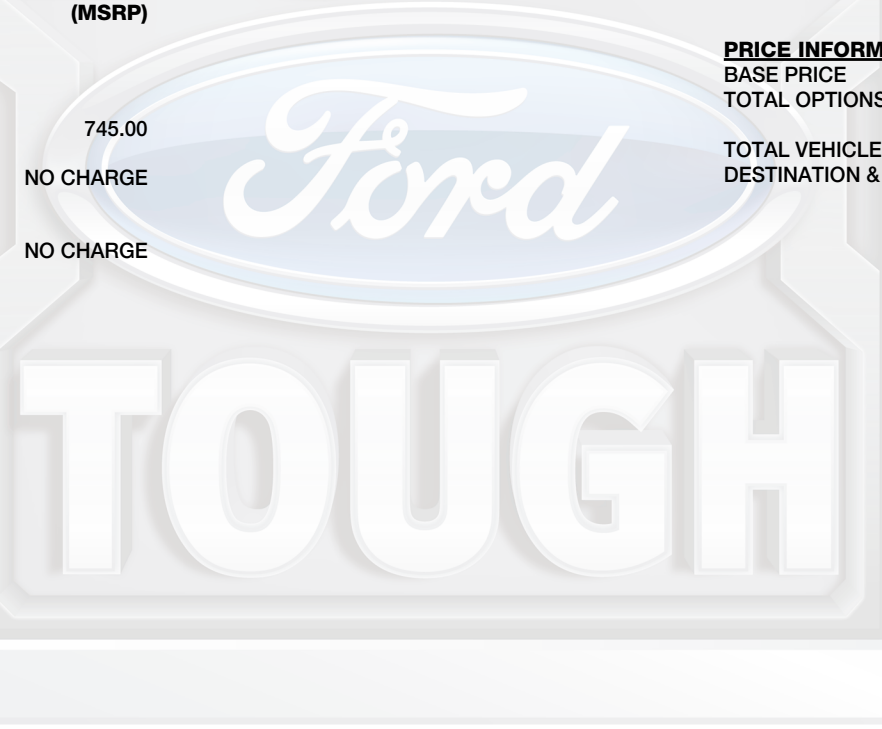 (MSRP)
745.00
NO CHARGE
NO CHARGE
PRICE INFORM
BASE PRICE
TOTAL OPTIONS
TOTAL VEHICLE
DESTINATION &
Ford
TOUGH